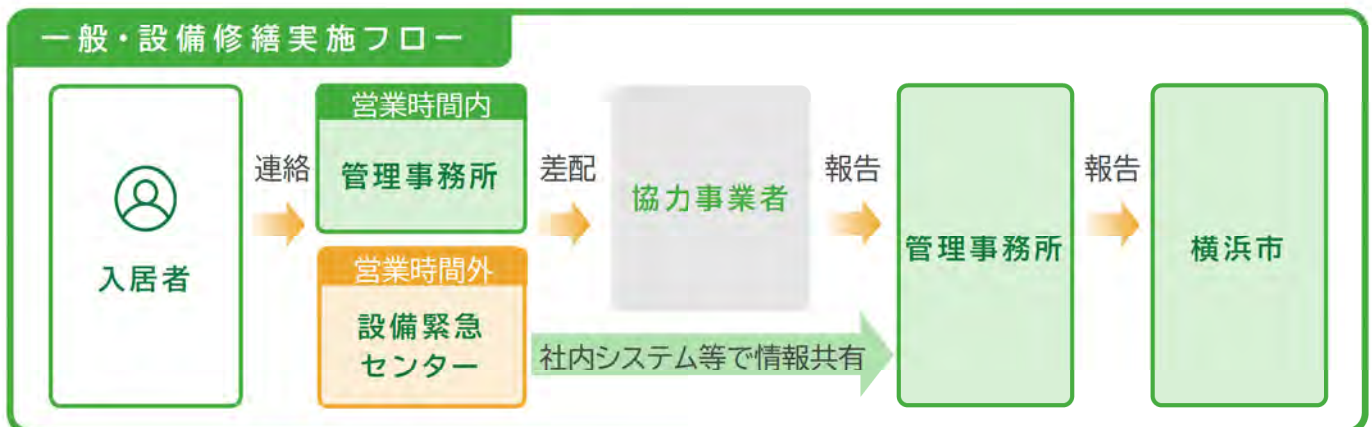 一般・設備修繕実施フロー
入居者
連絡
営業時間内
管理事務所
営業時間外
設備緊急
センター
差配
協力事業者
社内システム等で情報共有
報告
管理事務所
報告
横浜市